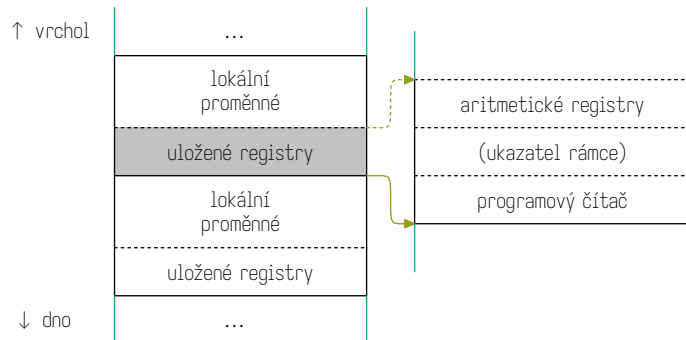 ↑ vrchol
...
lokální
proměnné
uložené registry
lokální
proměnné
uložené registry
↓ dno
...
aritmetické registry
(ukazatel rámce)
programový čítač